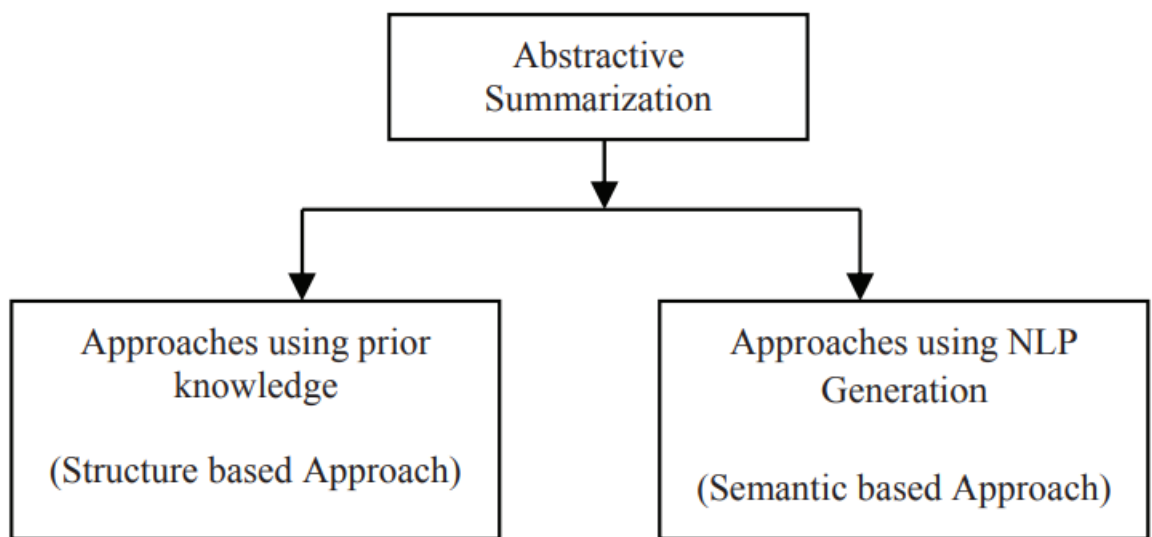 Abstractive
Summarization
Approaches using prior
knowledge
(Structure based Approach)
Approaches using NLP
Generation
(Semantic based Approach)